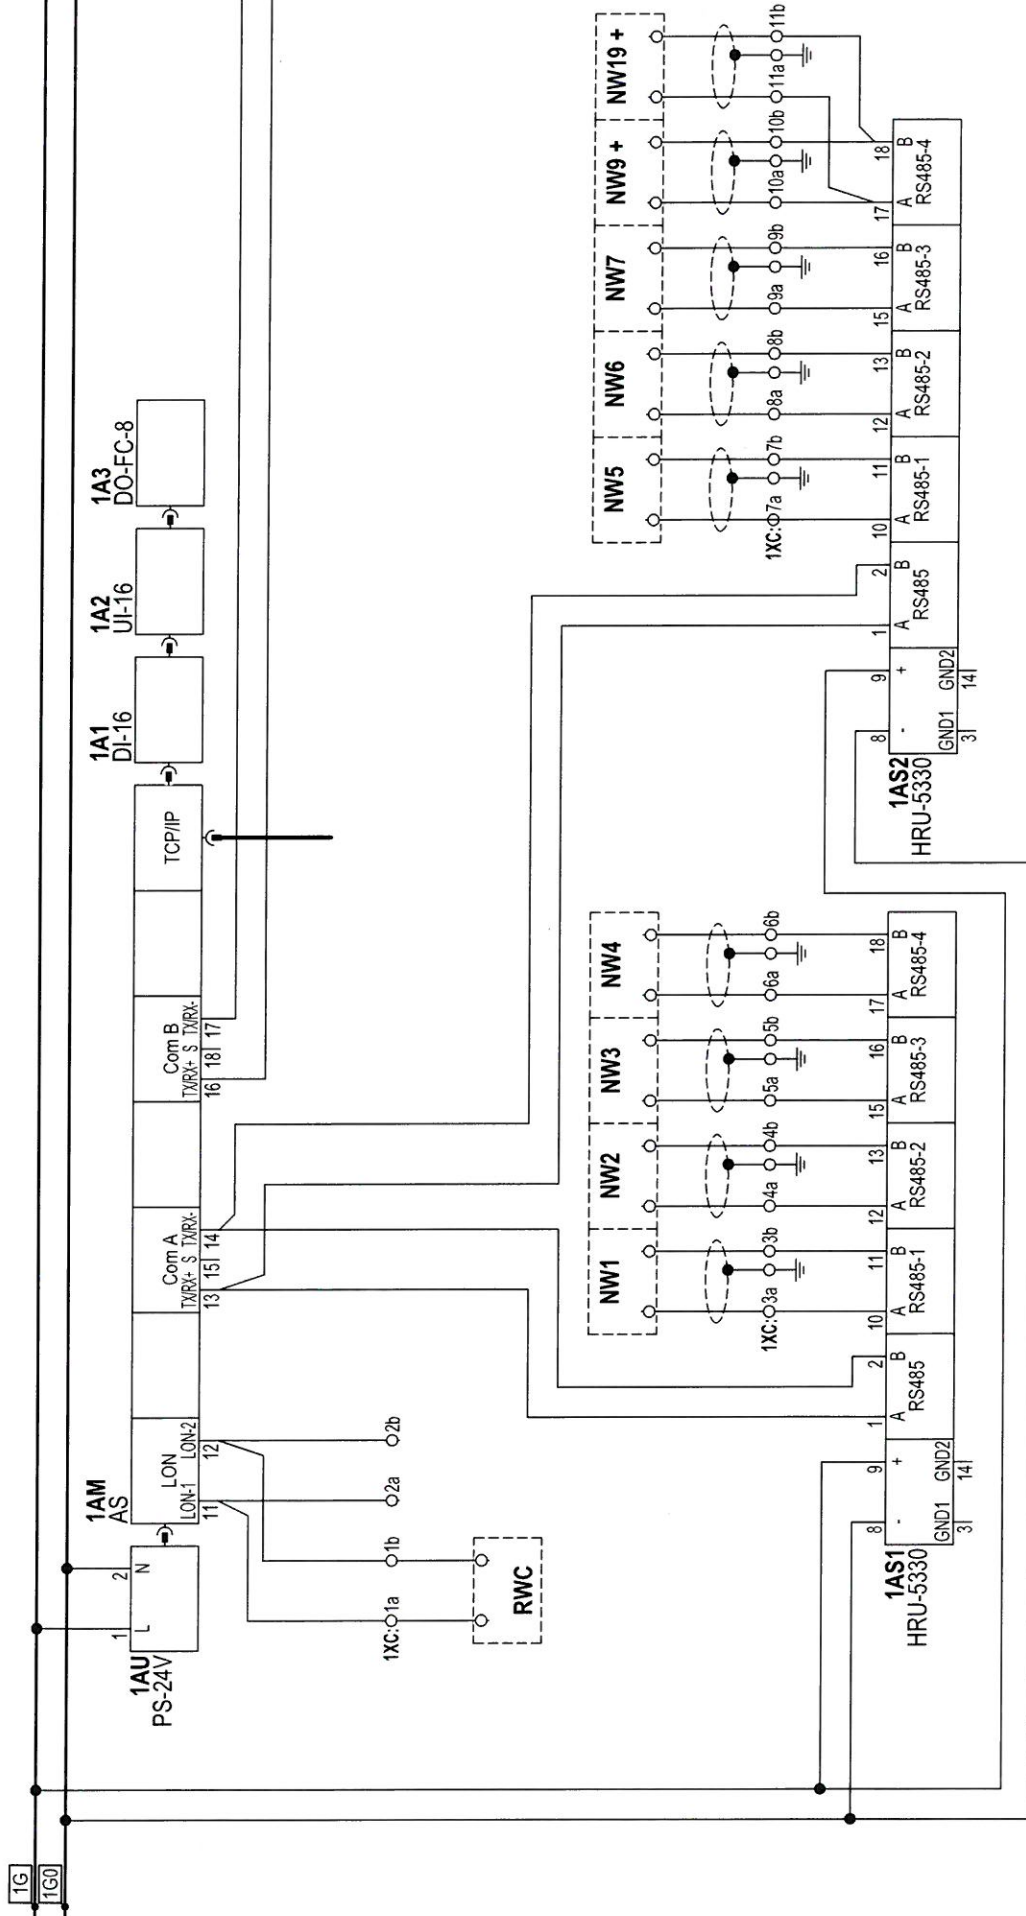 1G
1G0
1AU
PS-24V
1
2
L
N
1AM
AS
LON
LON-1 LON-2
11
12
Com A
TX/RX+ S TX/RX-
13
15
14
Com B
TX/RX+ S TX/RX-
16
18
17
TCP/IP
1A1
DI-16
1A2
UI-16
1A3
DO-FC-8
1XC:
1a
1b
2a
2b
RWC
NW1
NW2
NW3
NW4
1XC:
3a
3b
4a
4b
5a
5b
6a
6b
1AS1
HRU-5330
8
9
1
2
10
11
12
13
15
16
17
18
-
+
A
B
A
B
A
B
A
B
A
B
GND1
GND2
RS485
RS485-1
RS485-2
RS485-3
RS485-4
3
14
NW5
NW6
NW7
NW9 +
NW19 +
1XC:
7a
7b
8a
8b
9a
9b
10a
10b
11a
11b
1AS2
HRU-5330
8
9
1
2
10
11
12
13
15
16
17
18
-
+
A
B
A
B
A
B
A
B
A
B
GND1
GND2
RS485
RS485-1
RS485-2
RS485-3
RS485-4
3
14